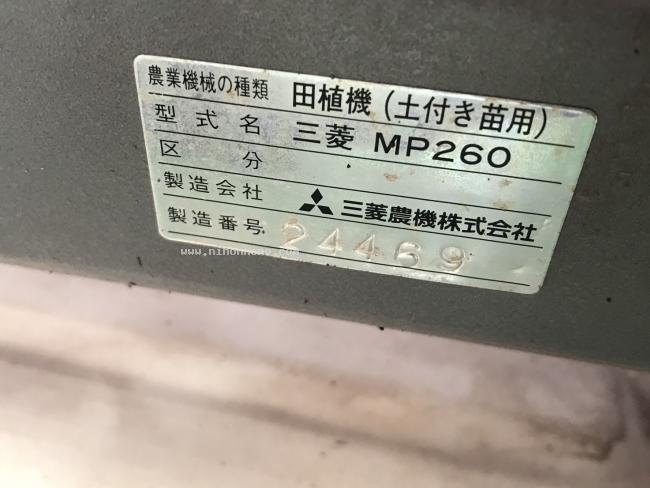 農業機械の種類 田植機(土付き苗用)
型式名 三菱 MP260
区分
製造会社 三菱農機株式会社
製造番号 24469